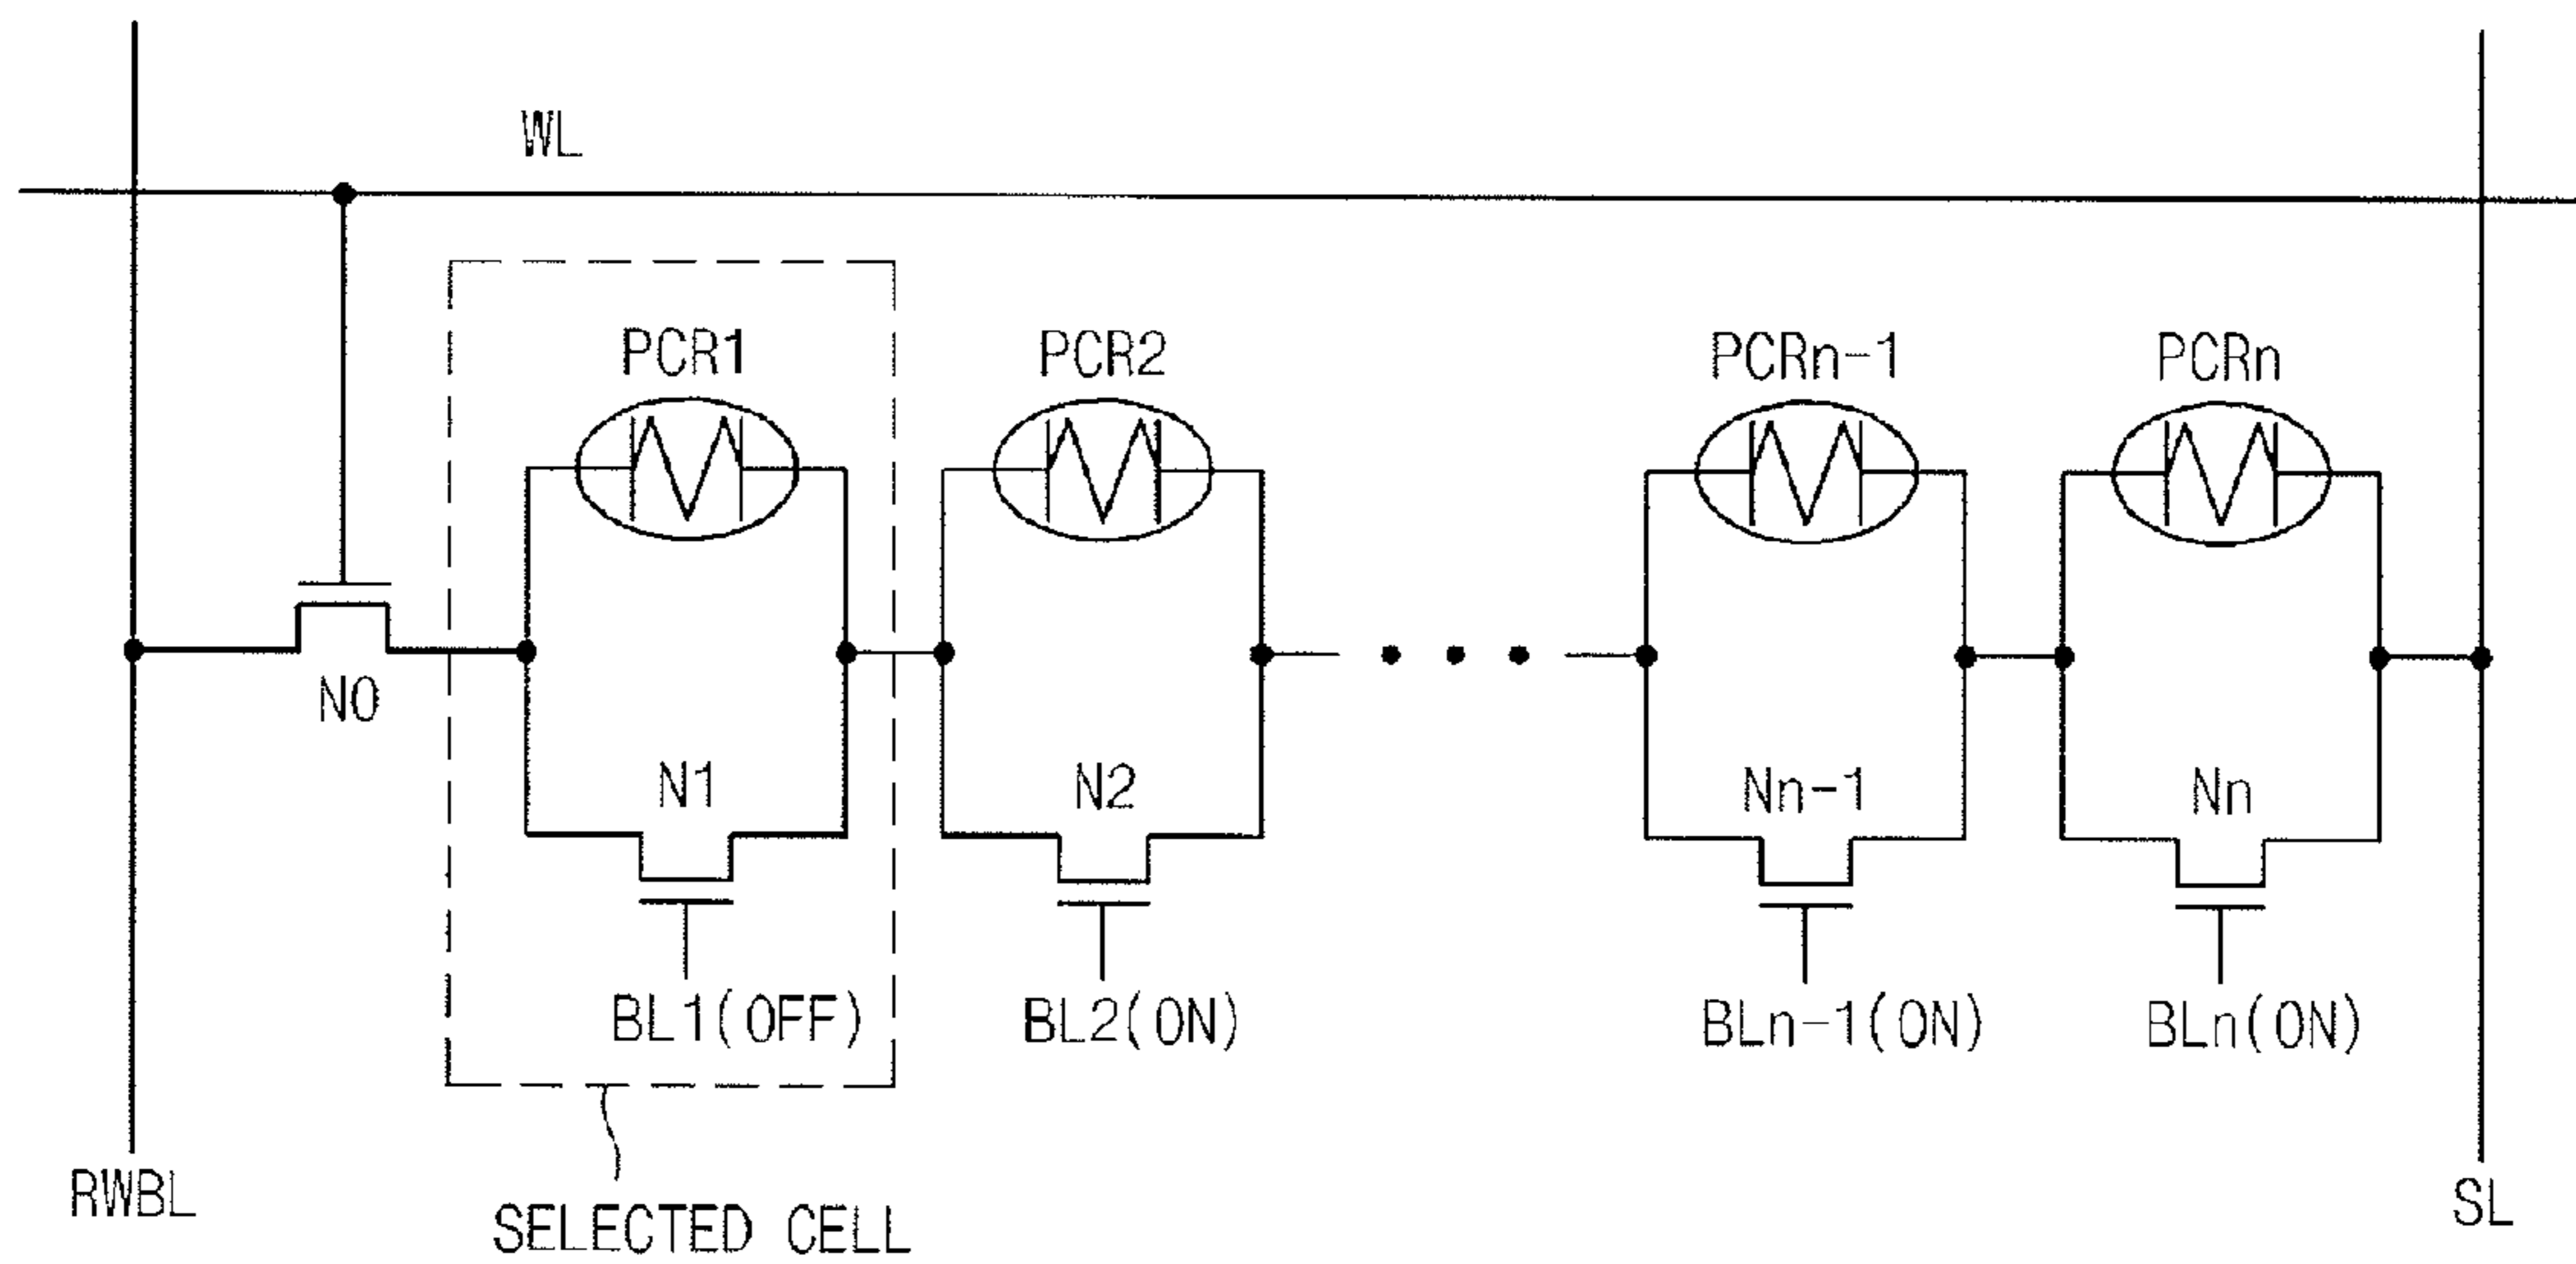 WL
PCR1
PCR2
PCRn-1
PCRn
N0
N1
N2
Nn-1
Nn
BL1(OFF)
BL2(ON)
BLn-1(ON)
BLn(ON)
RWBL
SELECTED CELL
SL